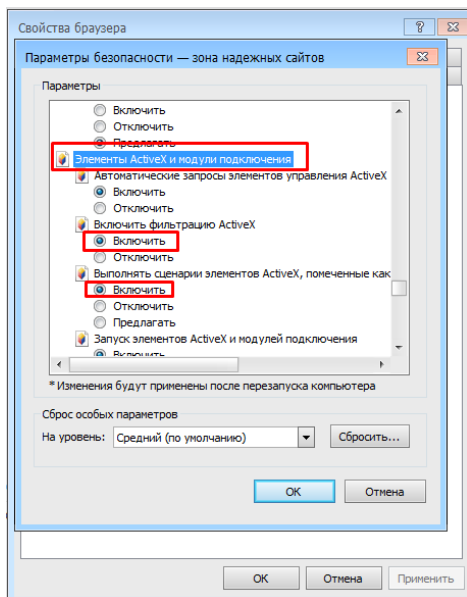 Свойства браузера
Параметры безопасности — зона надежных сайтов
Параметры
Включить
Отключить
Предлагать
Элементы ActiveX и модули подключения
Автоматические запросы элементов управления ActiveX
Включить
Отключить
Включить фильтрацию ActiveX
Включить
Отключить
Выполнять сценарии элементов ActiveX, помеченные как
Включить
Отключить
Предлагать
Запуск элементов ActiveX и модулей подключения
Включить
* Изменения будут применены после перезапуска компьютера
Сброс особых параметров
На уровень: Средний (по умолчанию) Сбросить...
ОК Отмена
ОК Отмена Применить